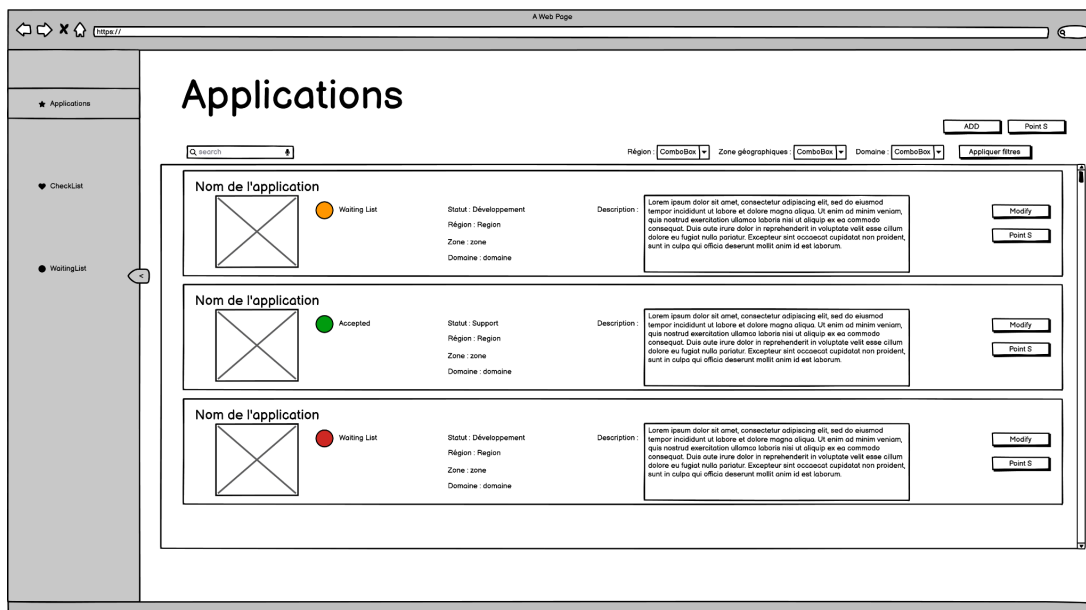 A Web Page
https://
Applications
CheckList
WaitingList
<
Applications
ADD
Point S
search
Région :
ComboBox
Zone géographiques :
ComboBox
Domaine :
ComboBox
Appliquer filtres
Nom de l'application
Waiting List
Statut : Développement
Région : Region
Zone : zone
Domaine : domaine
Description :
Lorem ipsum dolor sit amet, consectetur adipiscing elit, sed do eiusmod
tempor incididunt ut labore et dolore magna aliqua. Ut enim ad minim veniam,
quis nostrud exercitation ullamco laboris nisi ut aliquip ex ea commodo
consequat. Duis aute irure dolor in reprehenderit in voluptate velit esse cillum
dolore eu fugiat nulla pariatur. Excepteur sint occaecat cupidatat non proident,
sunt in culpa qui officia deserunt mollit anim id est laborum.
Modify
Point S
Nom de l'application
Accepted
Statut : Support
Région : Region
Zone : zone
Domaine : domaine
Description :
Lorem ipsum dolor sit amet, consectetur adipiscing elit, sed do eiusmod
tempor incididunt ut labore et dolore magna aliqua. Ut enim ad minim veniam,
quis nostrud exercitation ullamco laboris nisi ut aliquip ex ea commodo
consequat. Duis aute irure dolor in reprehenderit in voluptate velit esse cillum
dolore eu fugiat nulla pariatur. Excepteur sint occaecat cupidatat non proident,
sunt in culpa qui officia deserunt mollit anim id est laborum.
Modify
Point S
Nom de l'application
Waiting List
Statut : Développement
Région : Region
Zone : zone
Domaine : domaine
Description :
Lorem ipsum dolor sit amet, consectetur adipiscing elit, sed do eiusmod
tempor incididunt ut labore et dolore magna aliqua. Ut enim ad minim veniam,
quis nostrud exercitation ullamco laboris nisi ut aliquip ex ea commodo
consequat. Duis aute irure dolor in reprehenderit in voluptate velit esse cillum
dolore eu fugiat nulla pariatur. Excepteur sint occaecat cupidatat non proident,
sunt in culpa qui officia deserunt mollit anim id est laborum.
Modify
Point S